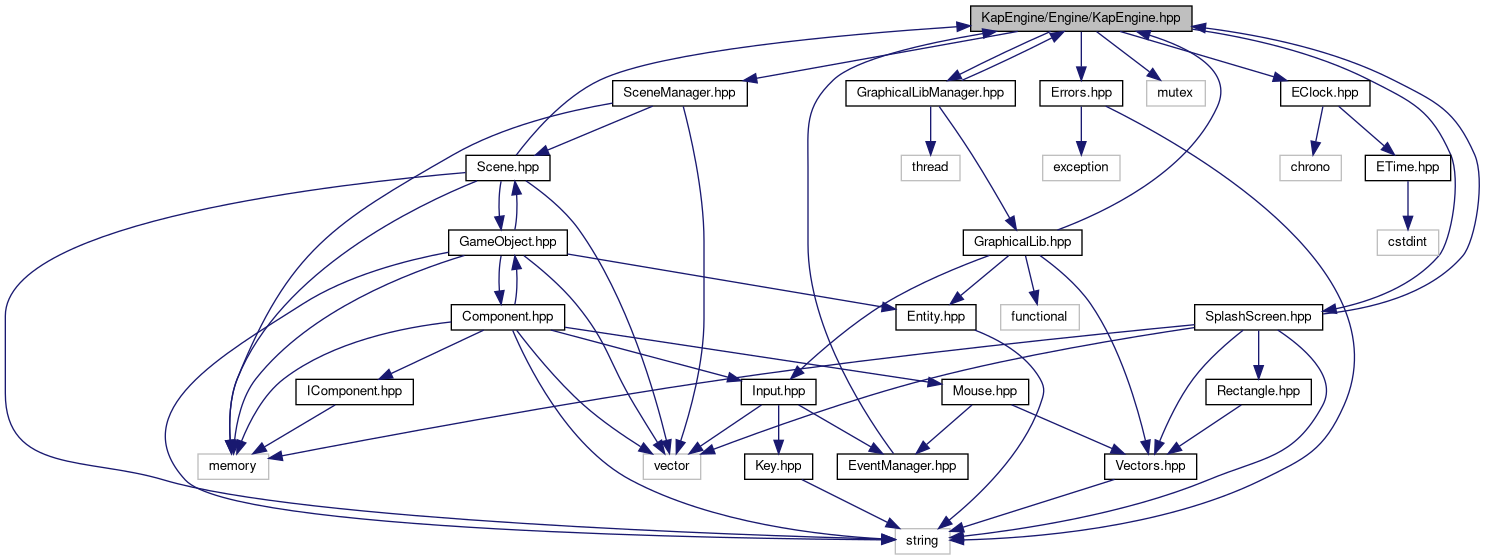 KapEngine/Engine/KapEngine.hpp
SceneManager.hpp
GraphicalLibManager.hpp
Errors.hpp
mutex
EClock.hpp
Scene.hpp
thread
exception
chrono
ETime.hpp
GameObject.hpp
GraphicalLib.hpp
cstdint
Component.hpp
Entity.hpp
functional
SplashScreen.hpp
IComponent.hpp
Input.hpp
Mouse.hpp
Rectangle.hpp
memory
vector
Key.hpp
EventManager.hpp
Vectors.hpp
string